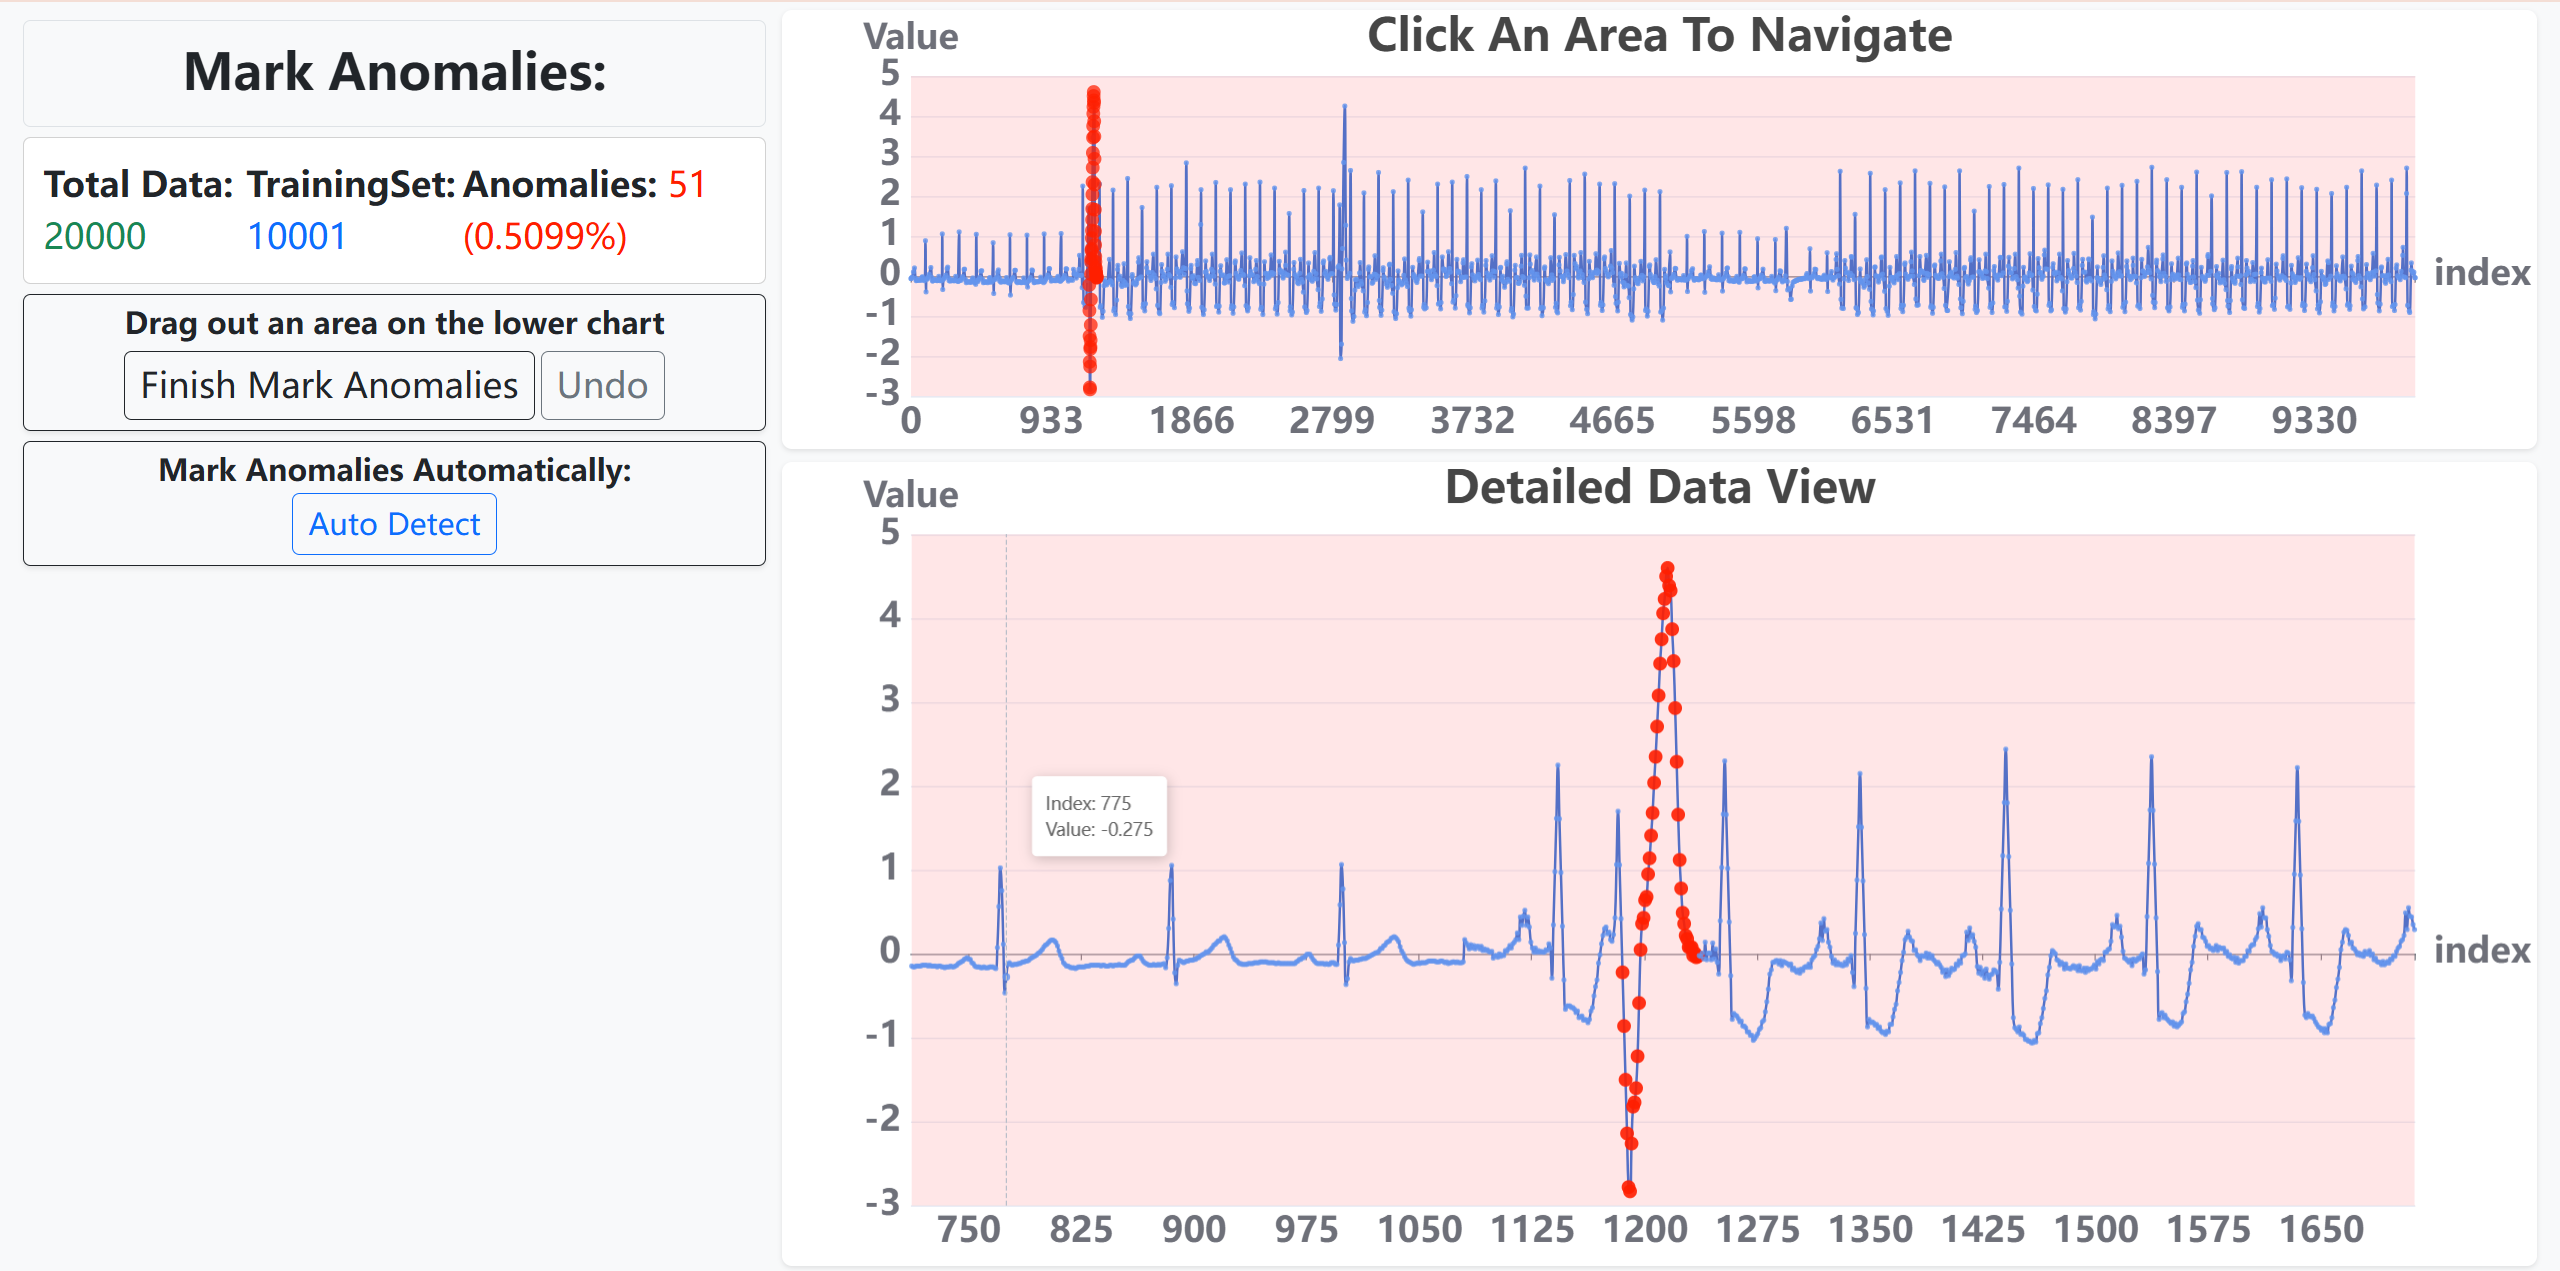 Mark Anomalies:
Total Data: TrainingSet: Anomalies: 51
20000 10001 (0.5099%)
Drag out an area on the lower chart
Finish Mark Anomalies Undo
Mark Anomalies Automatically:
Auto Detect
Click An Area To Navigate
Value
5
4
3
2
1
0
-1
-2
-3
index
0 933 1866 2799 3732 4665 5598 6531 7464 8397 9330
Detailed Data View
Value
5
4
3
2
1
0
-1
-2
-3
Index: 775
Value: -0.275
index
750 825 900 975 1050 1125 1200 1275 1350 1425 1500 1575 1650